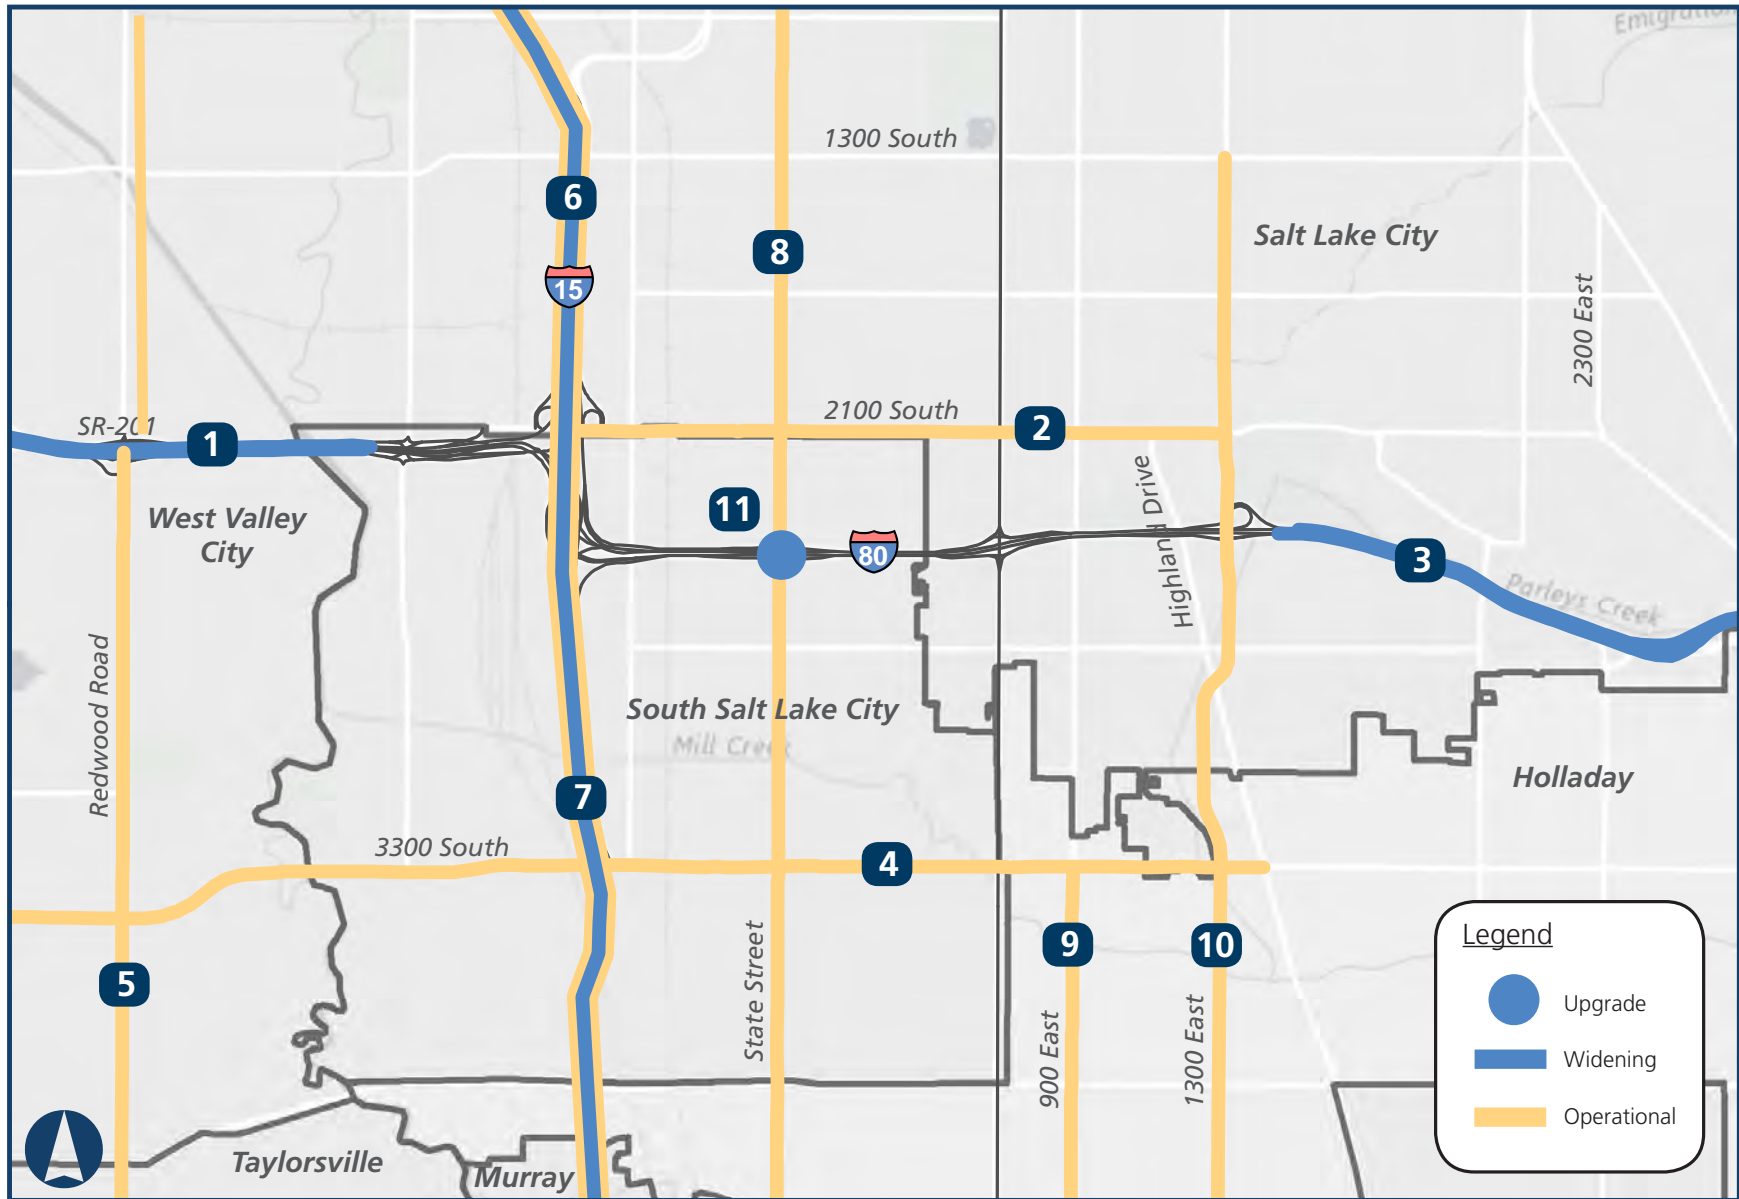 Emigration
1300 South
6
Salt Lake City
8
15
2300 East
SR-201
1
2100 South
2
11
West Valley
City
80
Highland Drive
3
Parleys Creek
Redwood Road
South Salt Lake City
Mill Creek
Holladay
7
3300 South
4
5
State Street
9
900 East
10
1300 East
Legend
Upgrade
Widening
Operational
Taylorsville
Murray